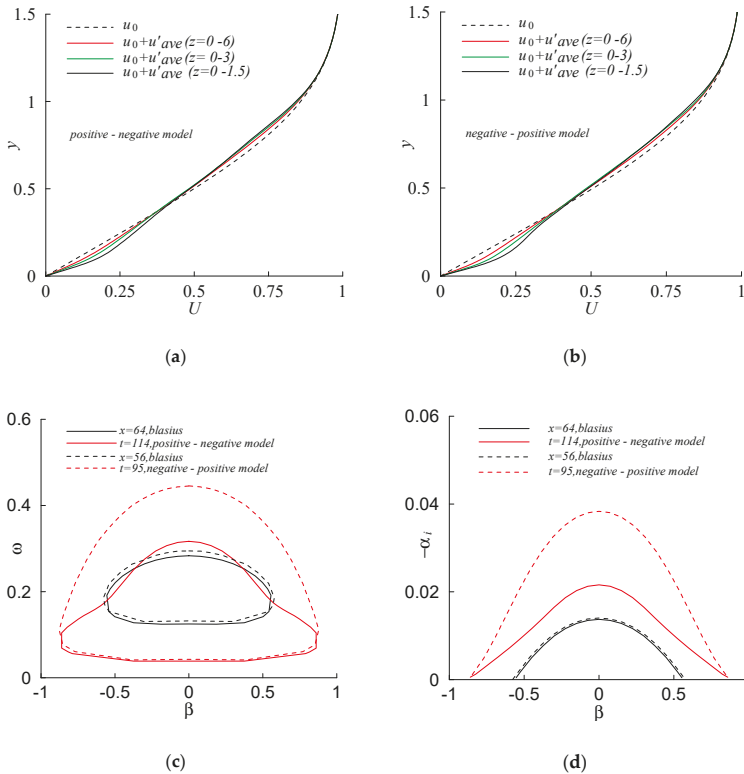 u0
u0+u'ave (z=0 -6)
u0+u'ave (z= 0-3)
u0+u'ave (z=0 -1.5)
positive - negative model
y
1.5
1
0.5
0
0 0.25 0.5 0.75 1
U
(a)
u0
u0+u'ave (z=0 -6)
u0+u'ave (z= 0-3)
u0+u'ave (z=0 -1.5)
negative - positive model
y
1.5
1
0.5
0
0 0.25 0.5 0.75 1
U
(b)
x=64,blasius
t=114,positive - negative model
x=56,blasius
t=95,negative - positive model
ω
0.6
0.4
0.2
0
-1 -0.5 0 0.5 1
β
(c)
x=64,blasius
t=114,positive - negative model
x=56,blasius
t=95,negative - positive model
-αi
0.06
0.04
0.02
0
-1 -0.5 0 0.5
β
(d)